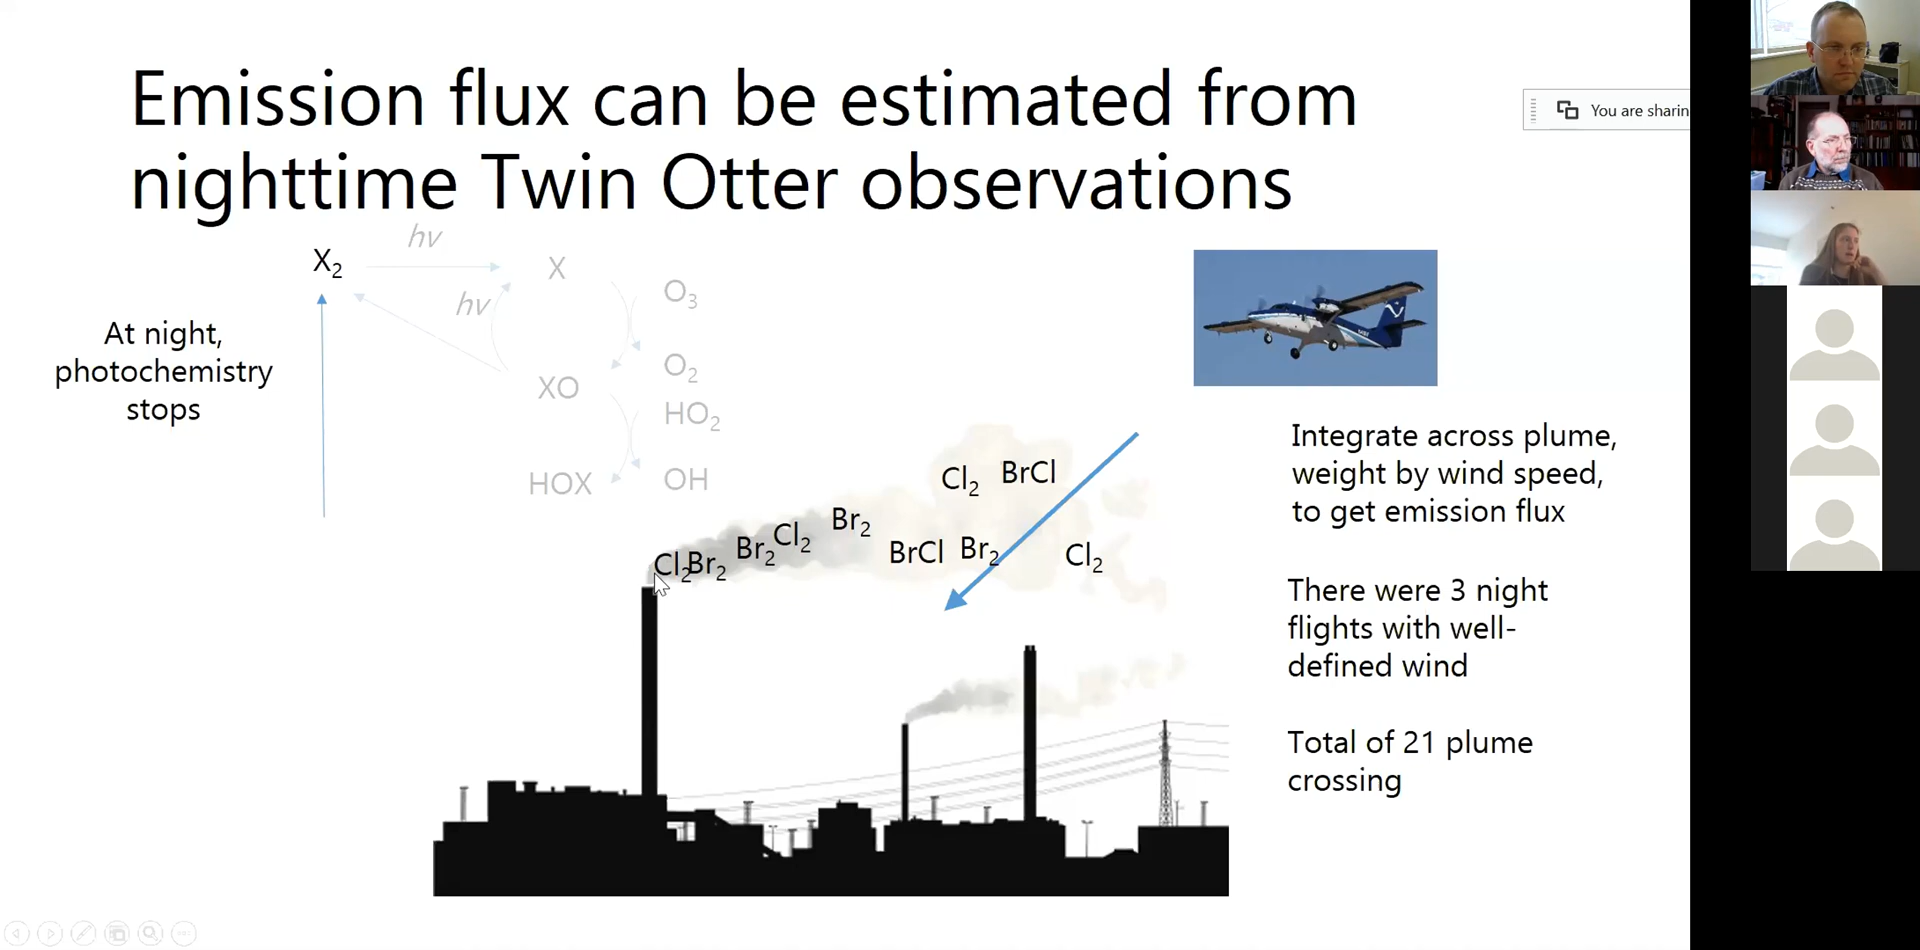 Emission flux can be estimated from
nighttime Twin Otter observations
You are sharin
hv
X₂
X
hv
O₃
At night,
photochemistry
stops
O₂
XO
HO₂
HOX
OH
Integrate across plume,
weight by wind speed,
to get emission flux
Cl₂ BrCl
Br₂
Cl₂
Br₂
BrCl Br₂
Cl₂
Cl₂Br₂
There were 3 night
flights with well-
defined wind
Total of 21 plume
crossing